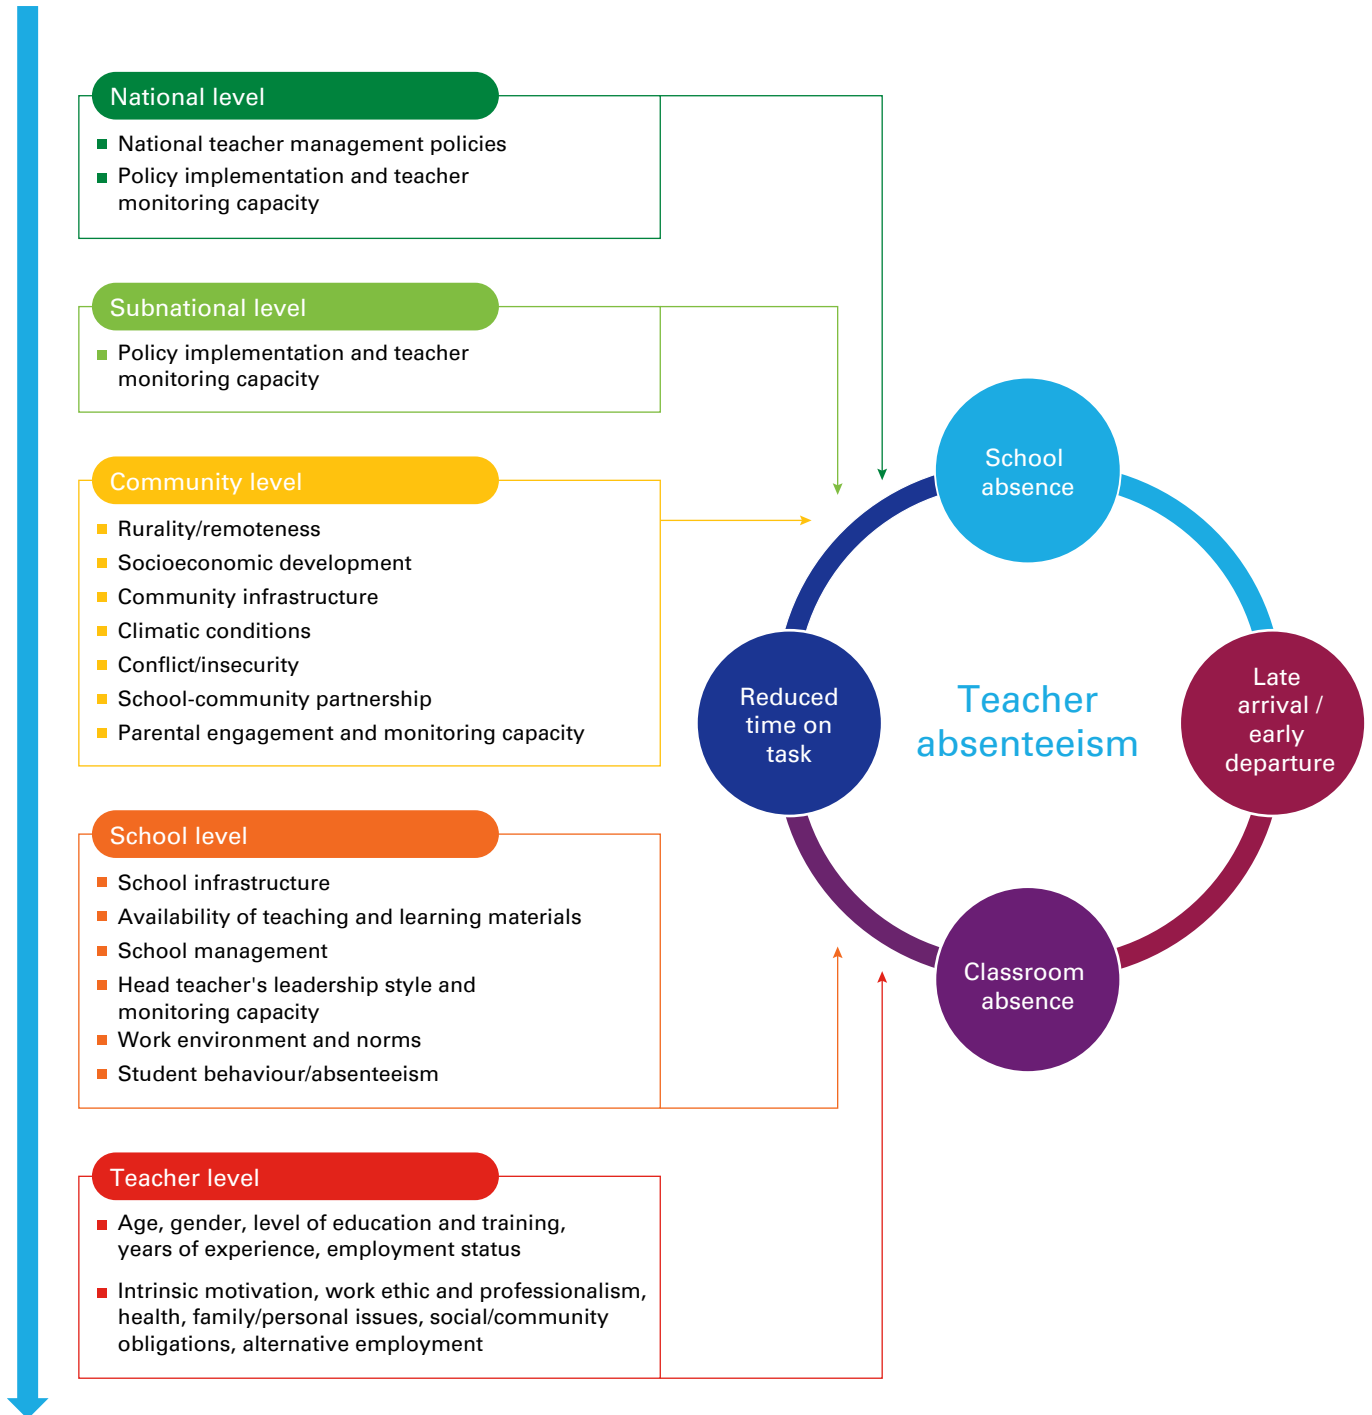 National level
National teacher management policies
Policy implementation and teacher
monitoring capacity
Subnational level
Policy implementation and teacher
monitoring capacity
Community level
Rurality/remoteness
Socioeconomic development
Community infrastructure
Climatic conditions
Conflict/insecurity
School-community partnership
Parental engagement and monitoring capacity
School level
School infrastructure
Availability of teaching and learning materials
School management
Head teacher's leadership style and
monitoring capacity
Work environment and norms
Student behaviour/absenteeism
Teacher level
Age, gender, level of education and training,
years of experience, employment status
Intrinsic motivation, work ethic and professionalism,
health, family/personal issues, social/community
obligations, alternative employment
School
absence
Reduced
time on
task
Teacher
absenteeism
Late
arrival /
early
departure
Classroom
absence